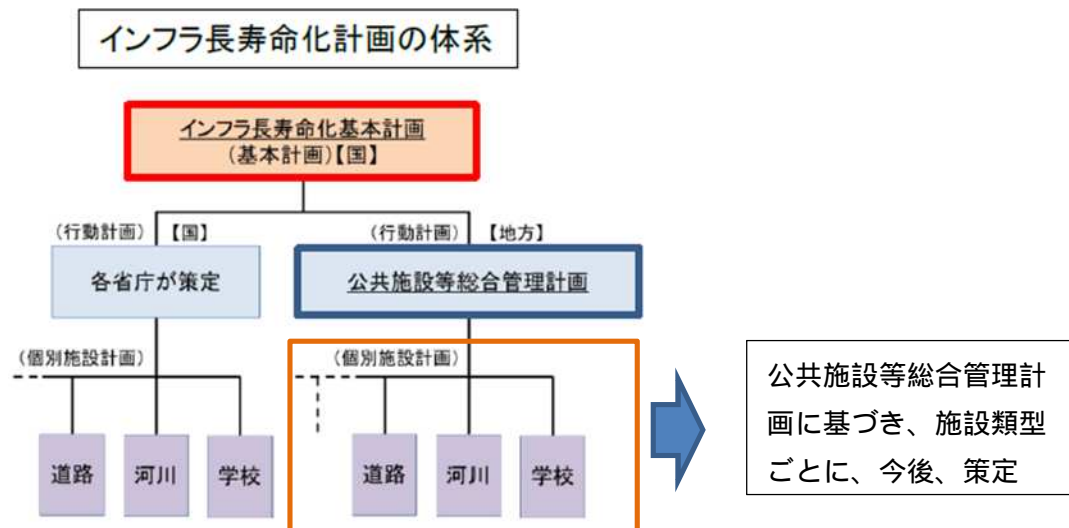 インフラ長寿命化計画の体系
インフラ長寿命化基本計画
(基本計画)【国】
(行動計画) 【国】
(行動計画) 【地方】
各省庁が策定
公共施設等総合管理計画
(個別施設計画)
(個別施設計画)
道路
河川
学校
道路
河川
学校
公共施設等総合管理計
画に基づき、施設類型
ごとに、今後、策定